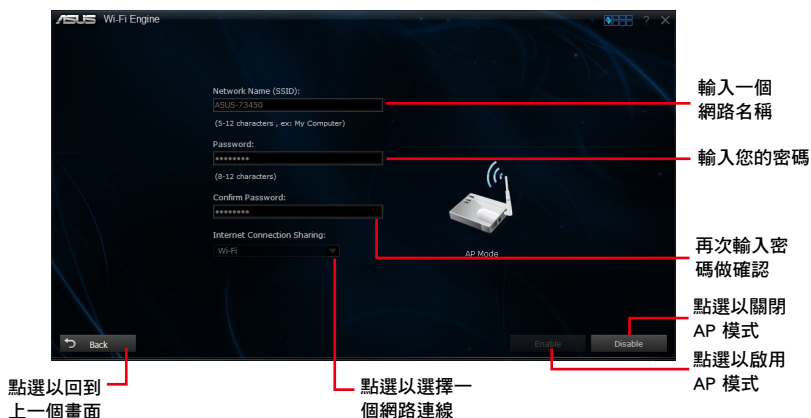 ASUS Wi-Fi Engine
?
Network Name (SSID):
ASUS-73450
(5-12 characters , ex: My Computer)
Password:
••••••••
(8-12 characters)
Confirm Password:
••••••••
Internet Connection Sharing:
Wi-Fi
AP Mode
Back
Enable
Disable
輸入一個
網路名稱
輸入您的密碼
再次輸入密
碼做確認
點選以關閉
AP 模式
點選以啟用
AP 模式
點選以回到
上一個畫面
點選以選擇一
個網路連線